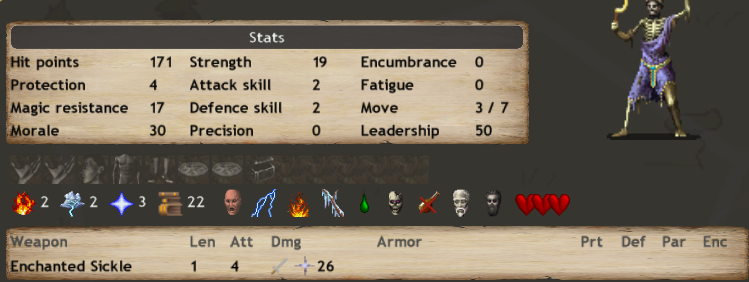 Stats
Hit points 171 Strength 19 Encumbrance 0
Protection 4 Attack skill 2 Fatigue 0
Magic resistance 17 Defence skill 2 Move 3 / 7
Morale 30 Precision 0 Leadership 50
2 2 3 22
Weapon Len Att Dmg Armor Prt Def Par Enc
Enchanted Sickle 1 4 26